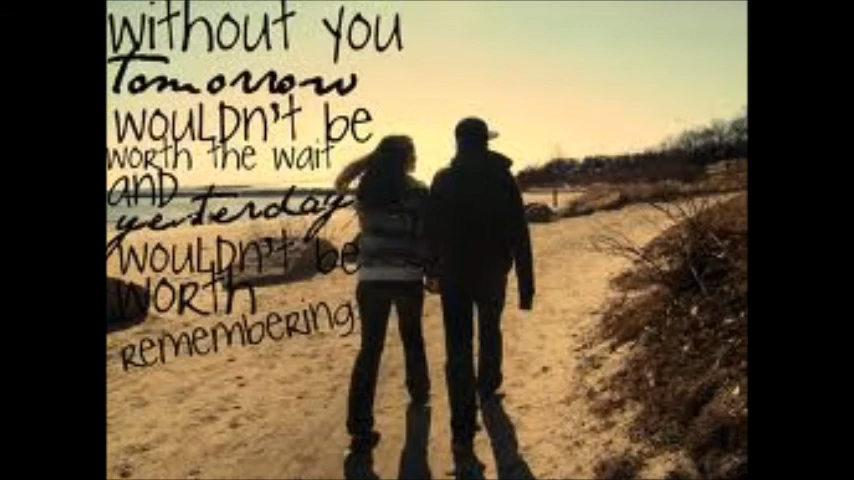 without you
tomorrow
wouldn't be
worth the wait
and
yesterday
wouldn't be
worth
remembering